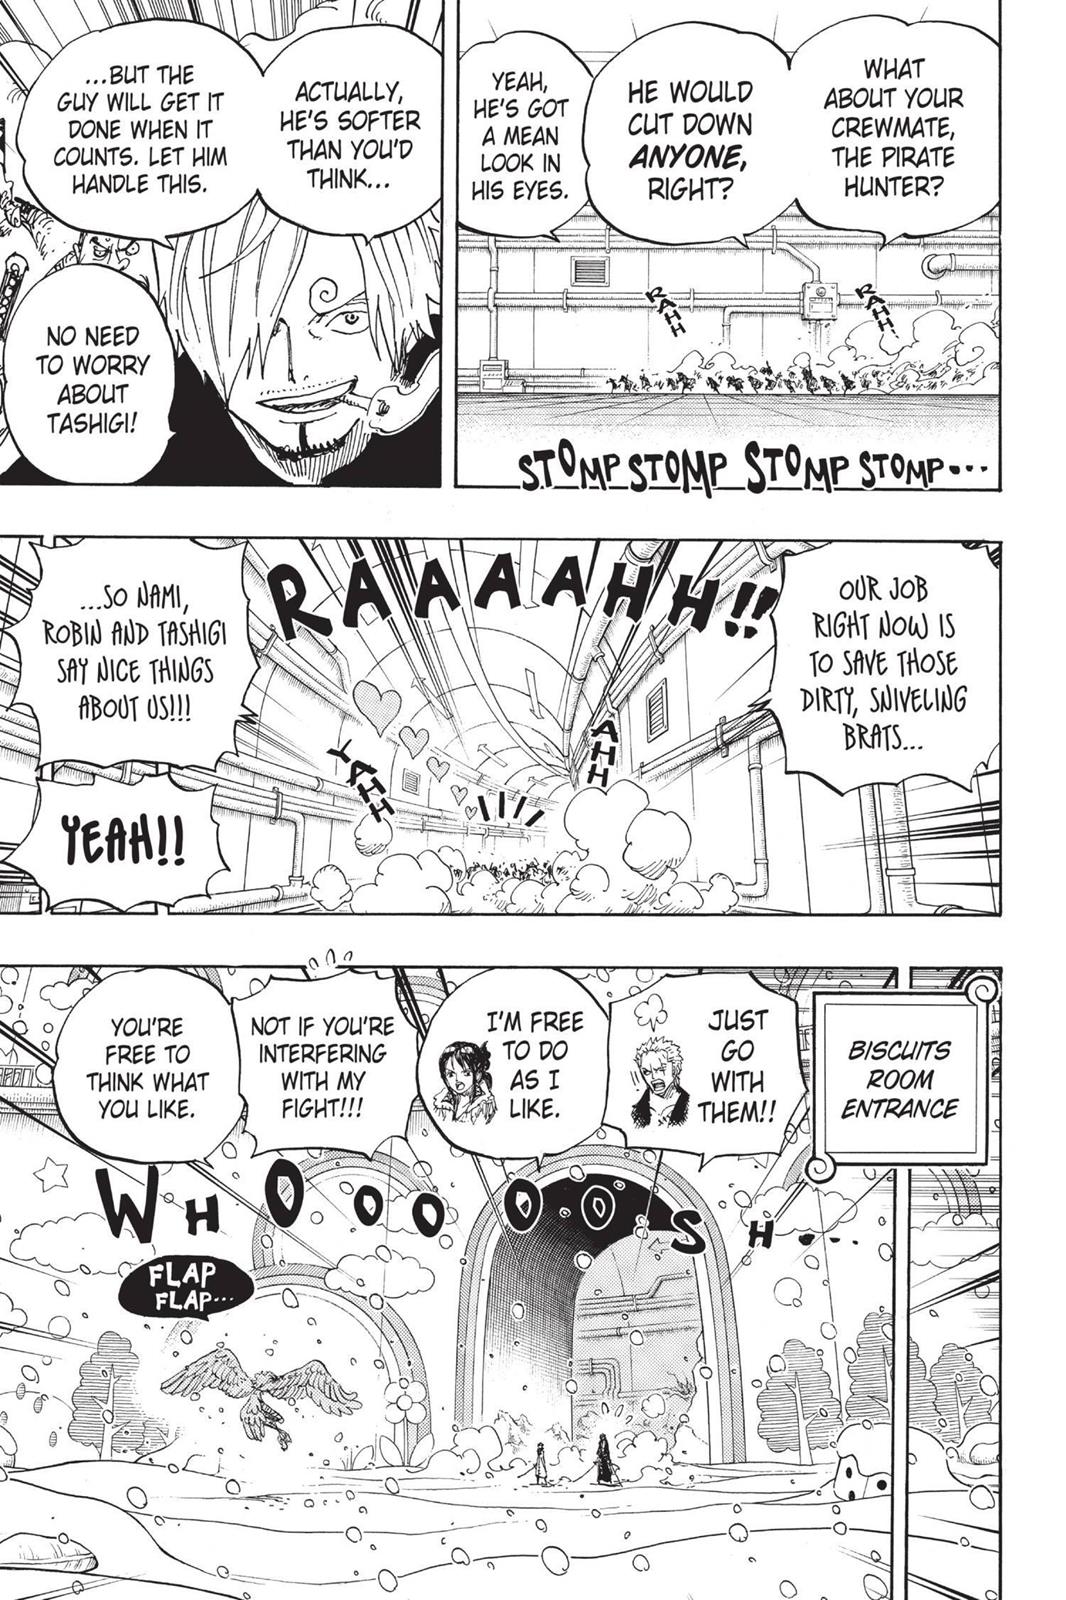 WHAT
ABOUT YOUR
CREWMATE,
THE PIRATE
HUNTER?
HE WOULD
CUT DOWN
ANYONE,
RIGHT?
YEAH,
HE'S GOT
A MEAN
LOOK IN
HIS EYES.
RAHH
RAHH
STOMP STOMP STOMP STOMP...
ACTUALLY,
HE'S SOFTER
THAN YOU'D
THINK...
...BUT THE
GUY WILL GET IT
DONE WHEN IT
COUNTS. LET HIM
HANDLE THIS.
NO NEED
TO WORRY
ABOUT
TASHIGI!
OUR JOB
RIGHT NOW IS
TO SAVE THOSE
DIRTY, SNIVELING
BRATS...
RAAAAHH!!
AHH
YAHH
...SO NAMI,
ROBIN AND TASHIGI
SAY NICE THINGS
ABOUT US!!!
YEAH!!
BISCUITS
ROOM
ENTRANCE
JUST
GO
WITH
THEM!!
I'M FREE
TO DO
AS I
LIKE.
NOT IF YOU'RE
INTERFERING
WITH MY
FIGHT!!!
YOU'RE
FREE TO
THINK WHAT
YOU LIKE.
WHOOOOOSH...
FLAP
FLAP...